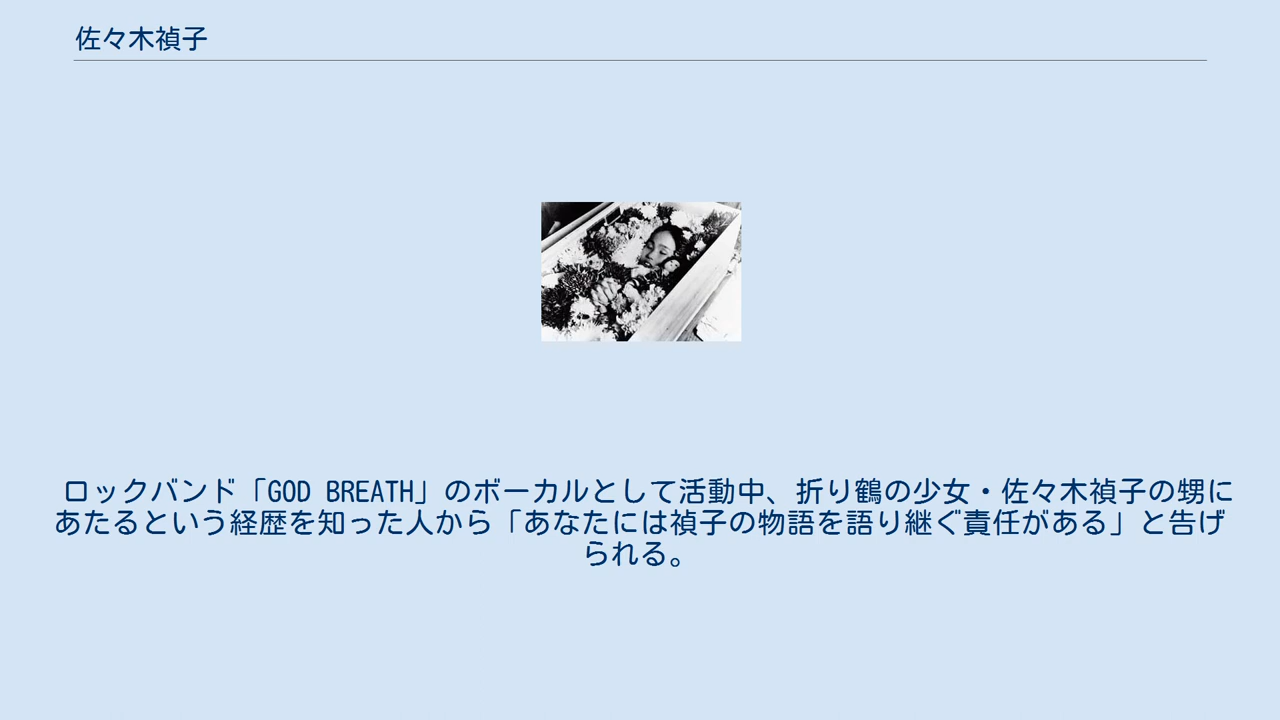 佐々木禎子
ロックバンド「GOD BREATH」のボーカルとして活動中、折り鶴の少女・佐々木禎子の甥に
あたるという経歴を知った人から「あなたには禎子の物語を語り継ぐ責任がある」と告げ
られる。